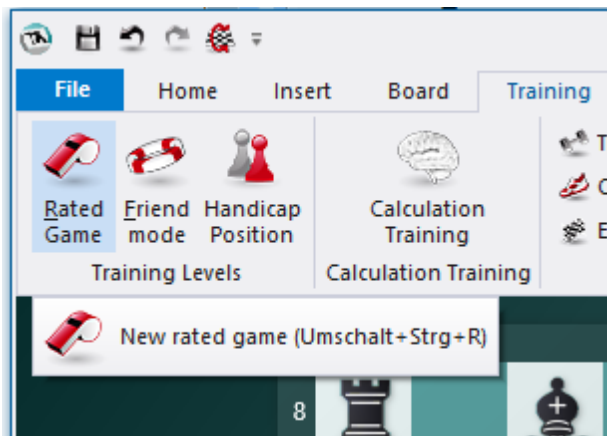 File Home Insert Board Training
Rated Friend Handicap Calculation
Game mode Position Training
Training Levels Calculation Training
New rated game (Umschalt+Strg+R)
8